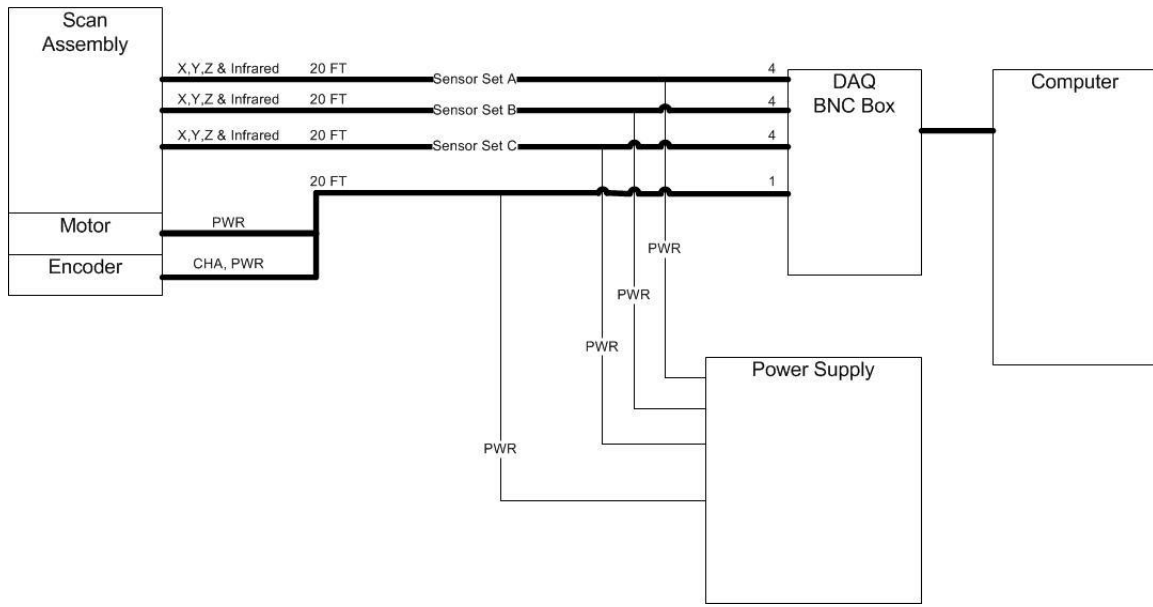 Scan
Assembly
X,Y,Z & Infrared 20 FT Sensor Set A 4
X,Y,Z & Infrared 20 FT Sensor Set B 4
X,Y,Z & Infrared 20 FT Sensor Set C 4
20 FT 1
DAQ
BNC Box
Computer
Motor
PWR
Encoder
CHA, PWR
PWR
PWR
PWR
PWR
Power Supply